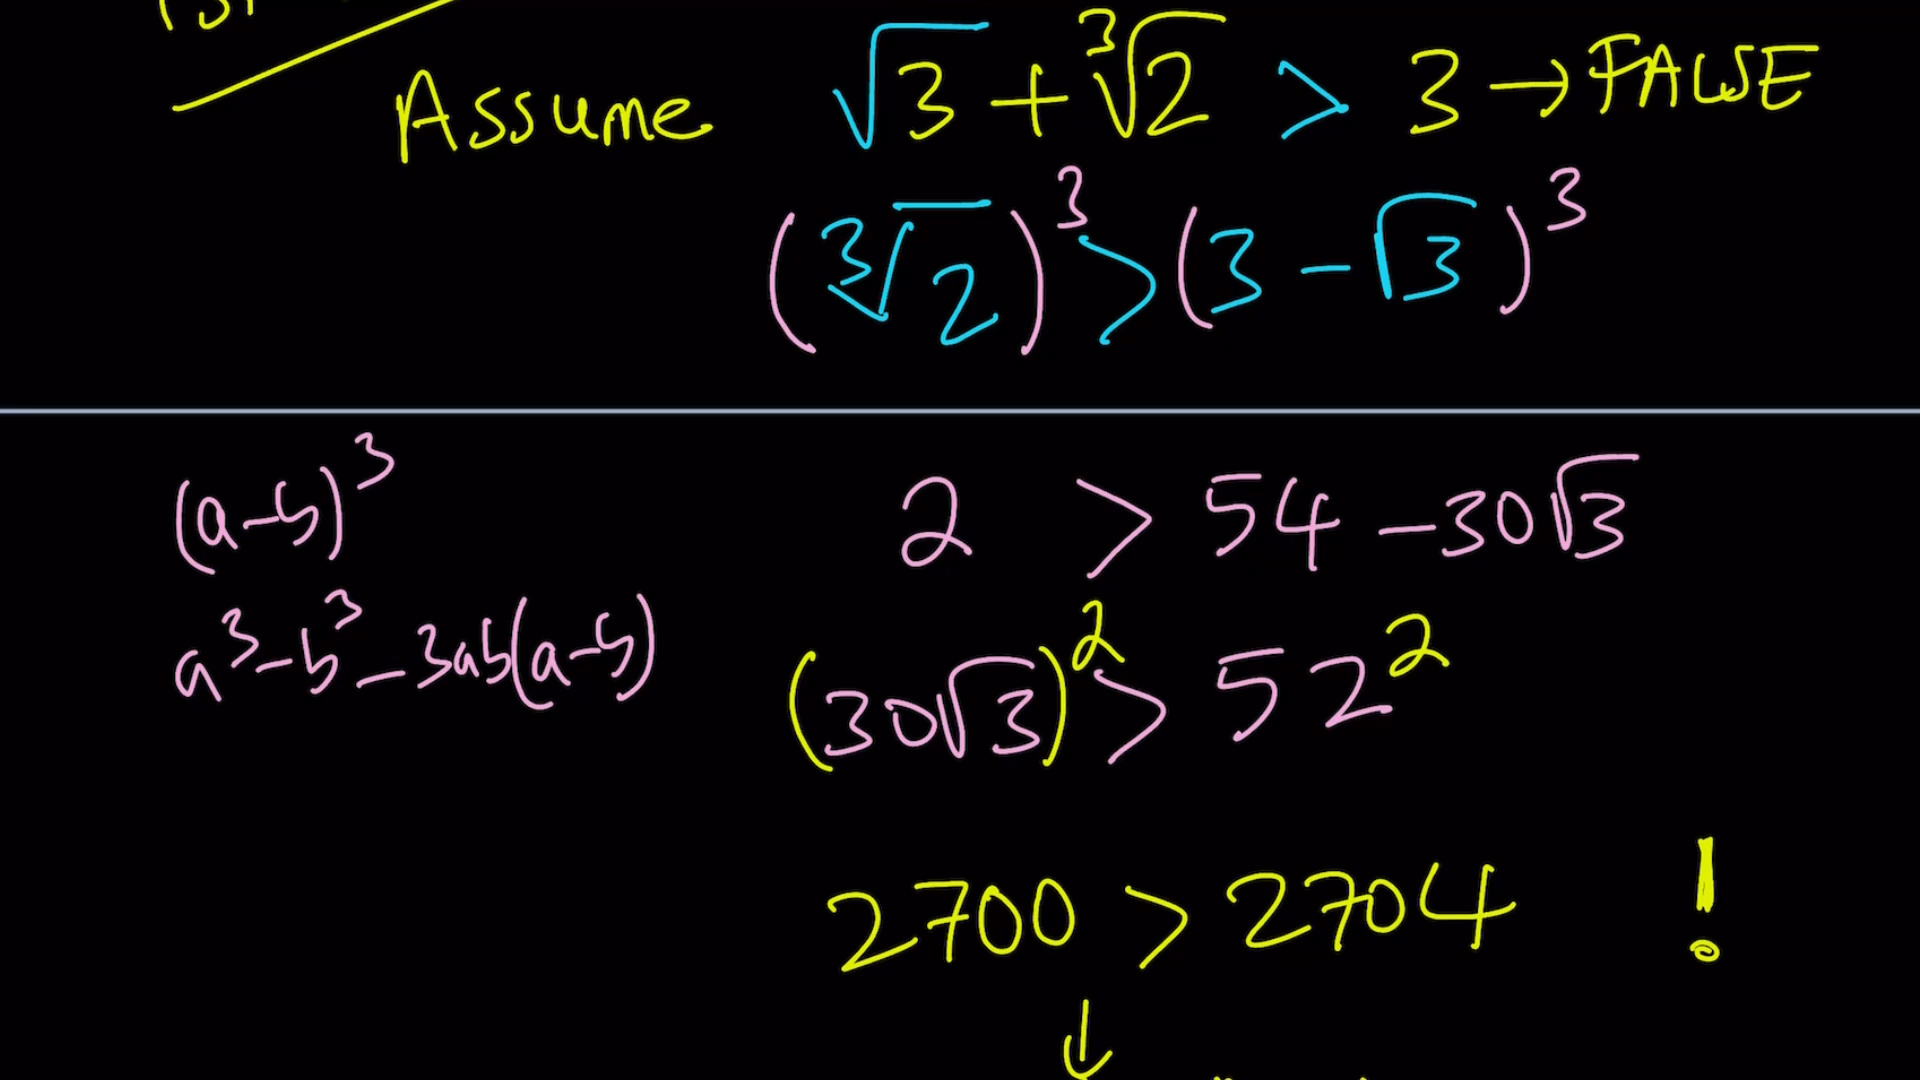 Assume √3 + ∛2 > 3 → FALSE
(∛2)³ > (3 - √3)³
(a-b)³
2 > 54 - 30√3
a³ - b³ - 3ab(a-b)
(30√3)² > 52²
2700 > 2704 !
↓